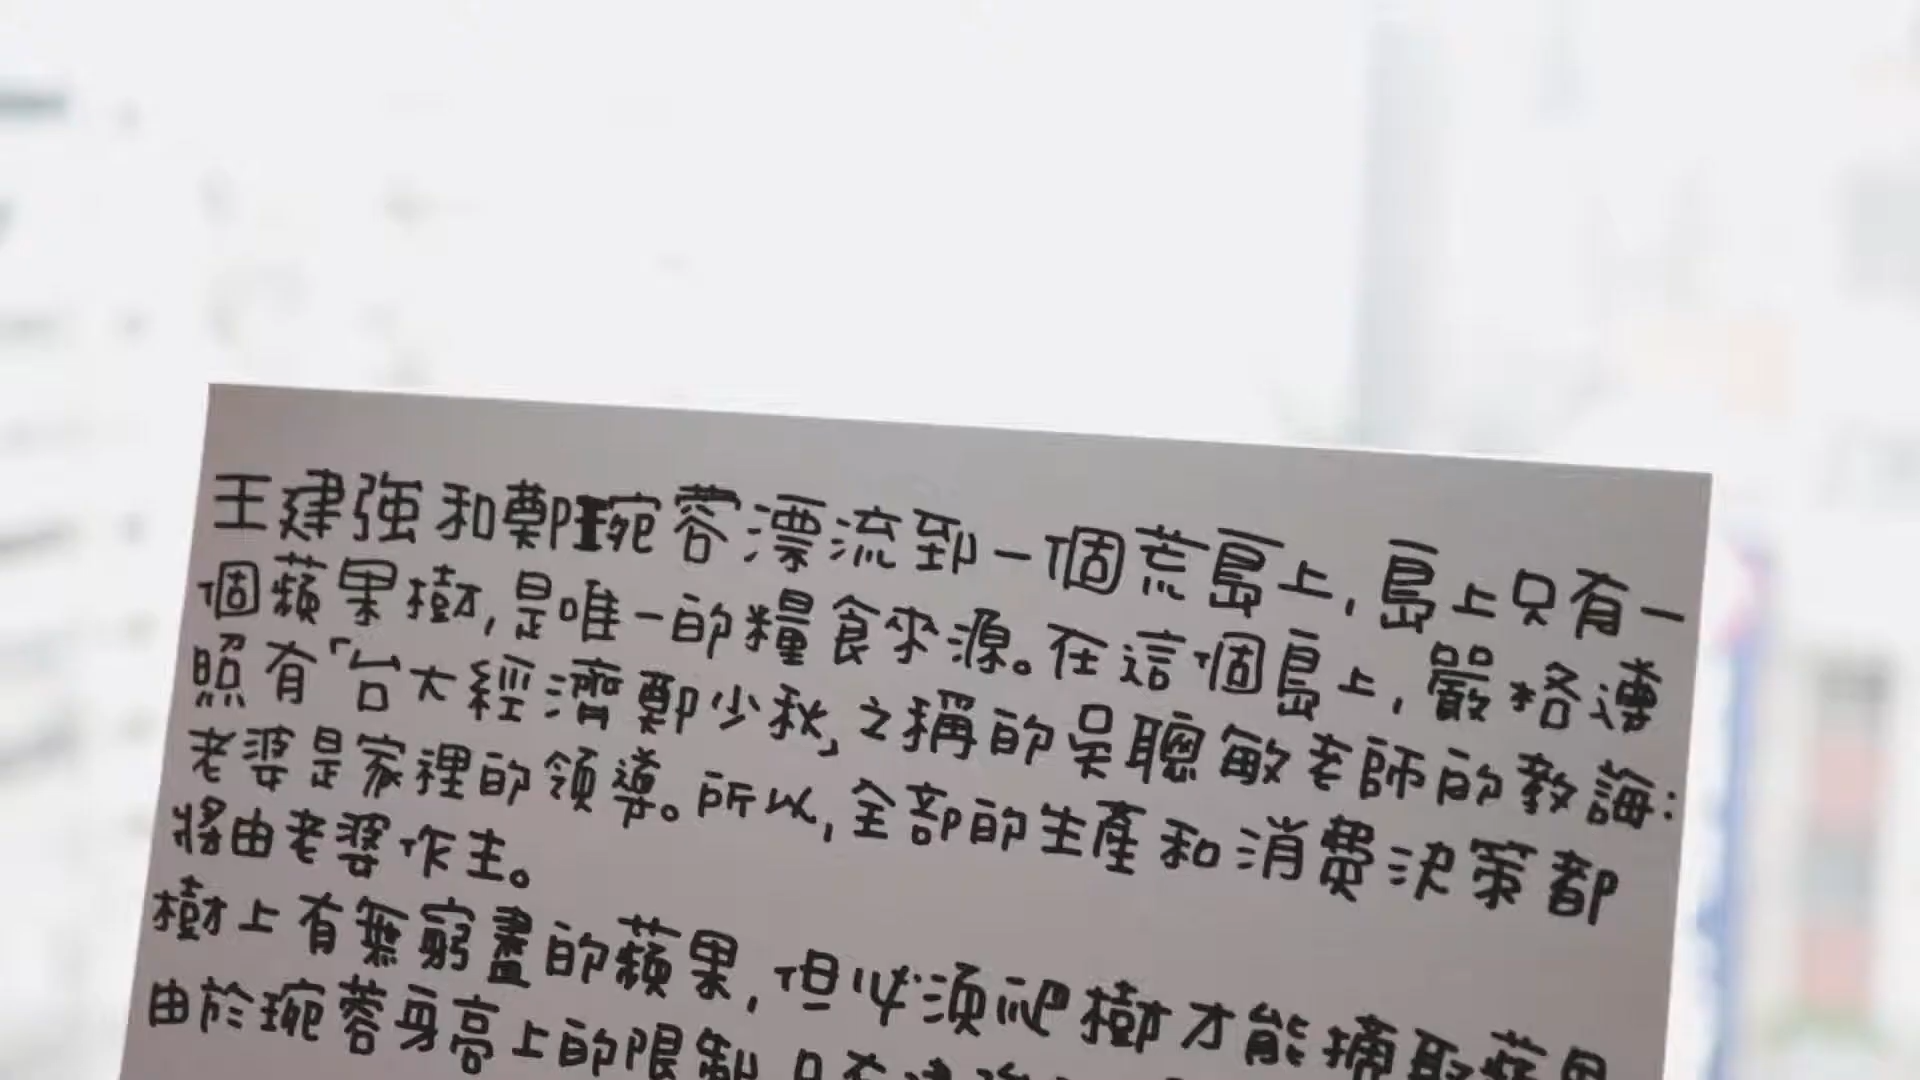 王建強和鄭琬蓉漂流到一個荒島上,島上只有一
個蘋果樹,是唯一的糧食來源。在這個島上,嚴格遵
照有「台大經濟鄭少秋」之稱的吳聰敏老師的教誨:
老婆是家裡的領導。所以,全部的生產和消費決策都
將由老婆作主。
樹上有無窮盡的蘋果,但必須爬樹才能摘取蘋果
由於琬蓉身高上的限制,只有建強